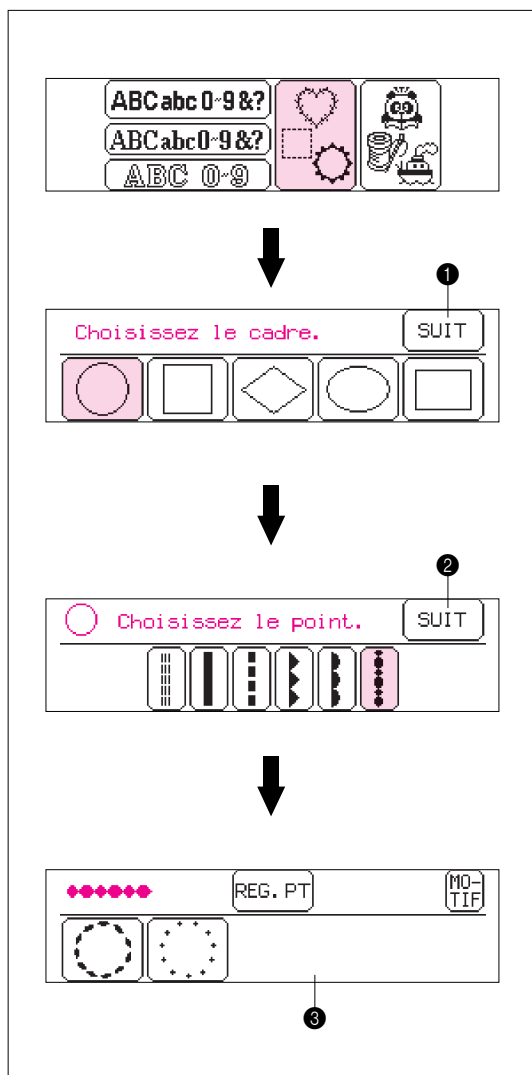 ABCabc0~9&?
ABCabc0~9&?
ABC 0~9
1
Choisissez le cadre.
SUIT
2
Choisissez le point.
SUIT
REG. PT
MO-
TIF
3